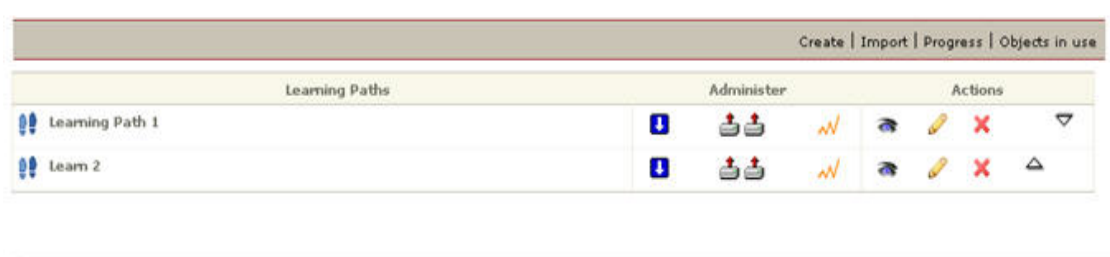 Create | Import | Progress | Objects in use
Learning Paths Administer Actions
Learning Path 1
Learn 2